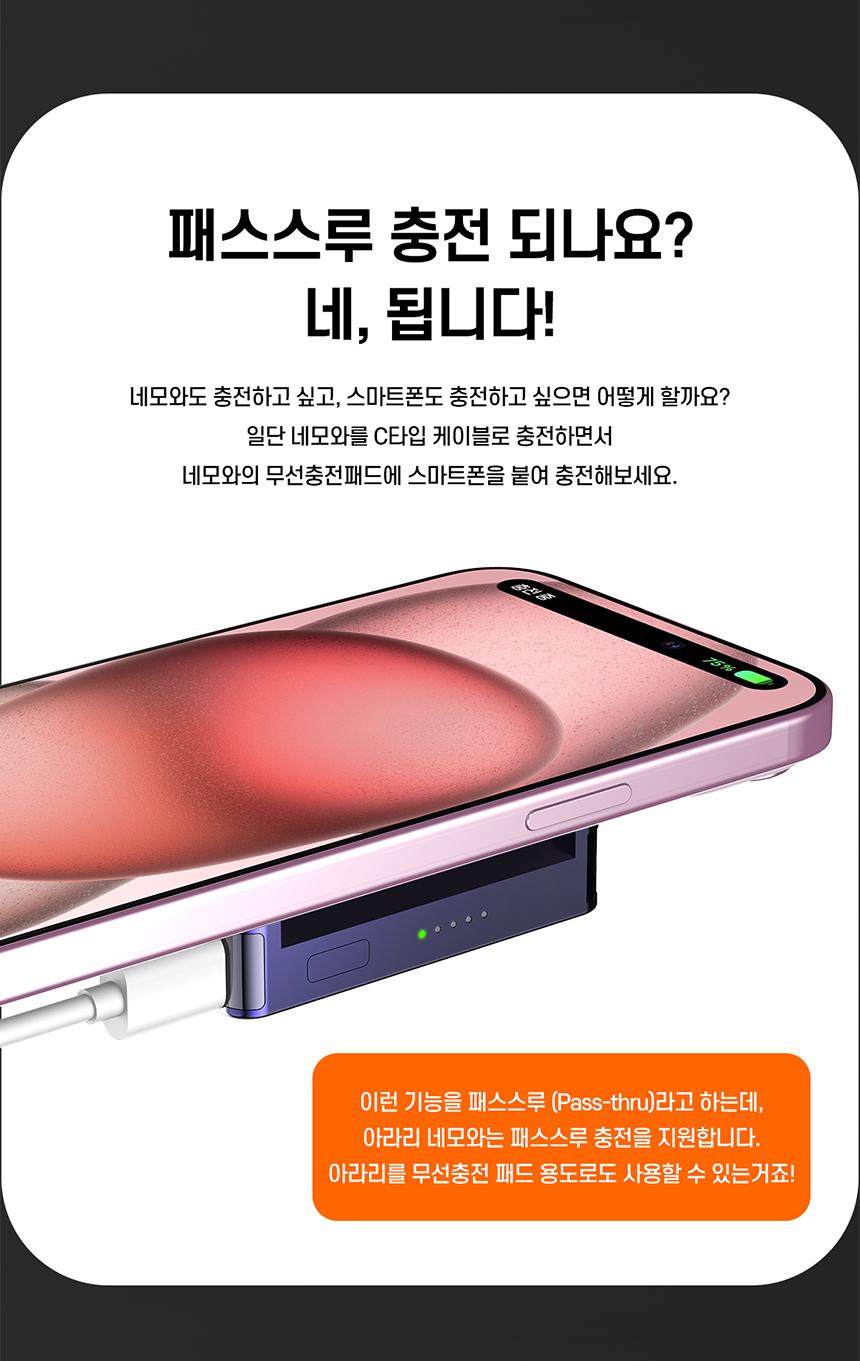 패스스루 충전 되나요?
네, 됩니다!
네모와도 충전하고 싶고, 스마트폰도 충전하고 싶으면 어떻게 할까요?
일단 네모와를 C타입 케이블로 충전하면서
네모와의 무선충전패드에 스마트폰을 붙여 충전해보세요.
충전 중
75%
이런 기능을 패스스루 (Pass-thru)라고 하는데,
아라리 네모와는 패스스루 충전을 지원합니다.
아라리를 무선충전 패드 용도로도 사용할 수 있는거죠!